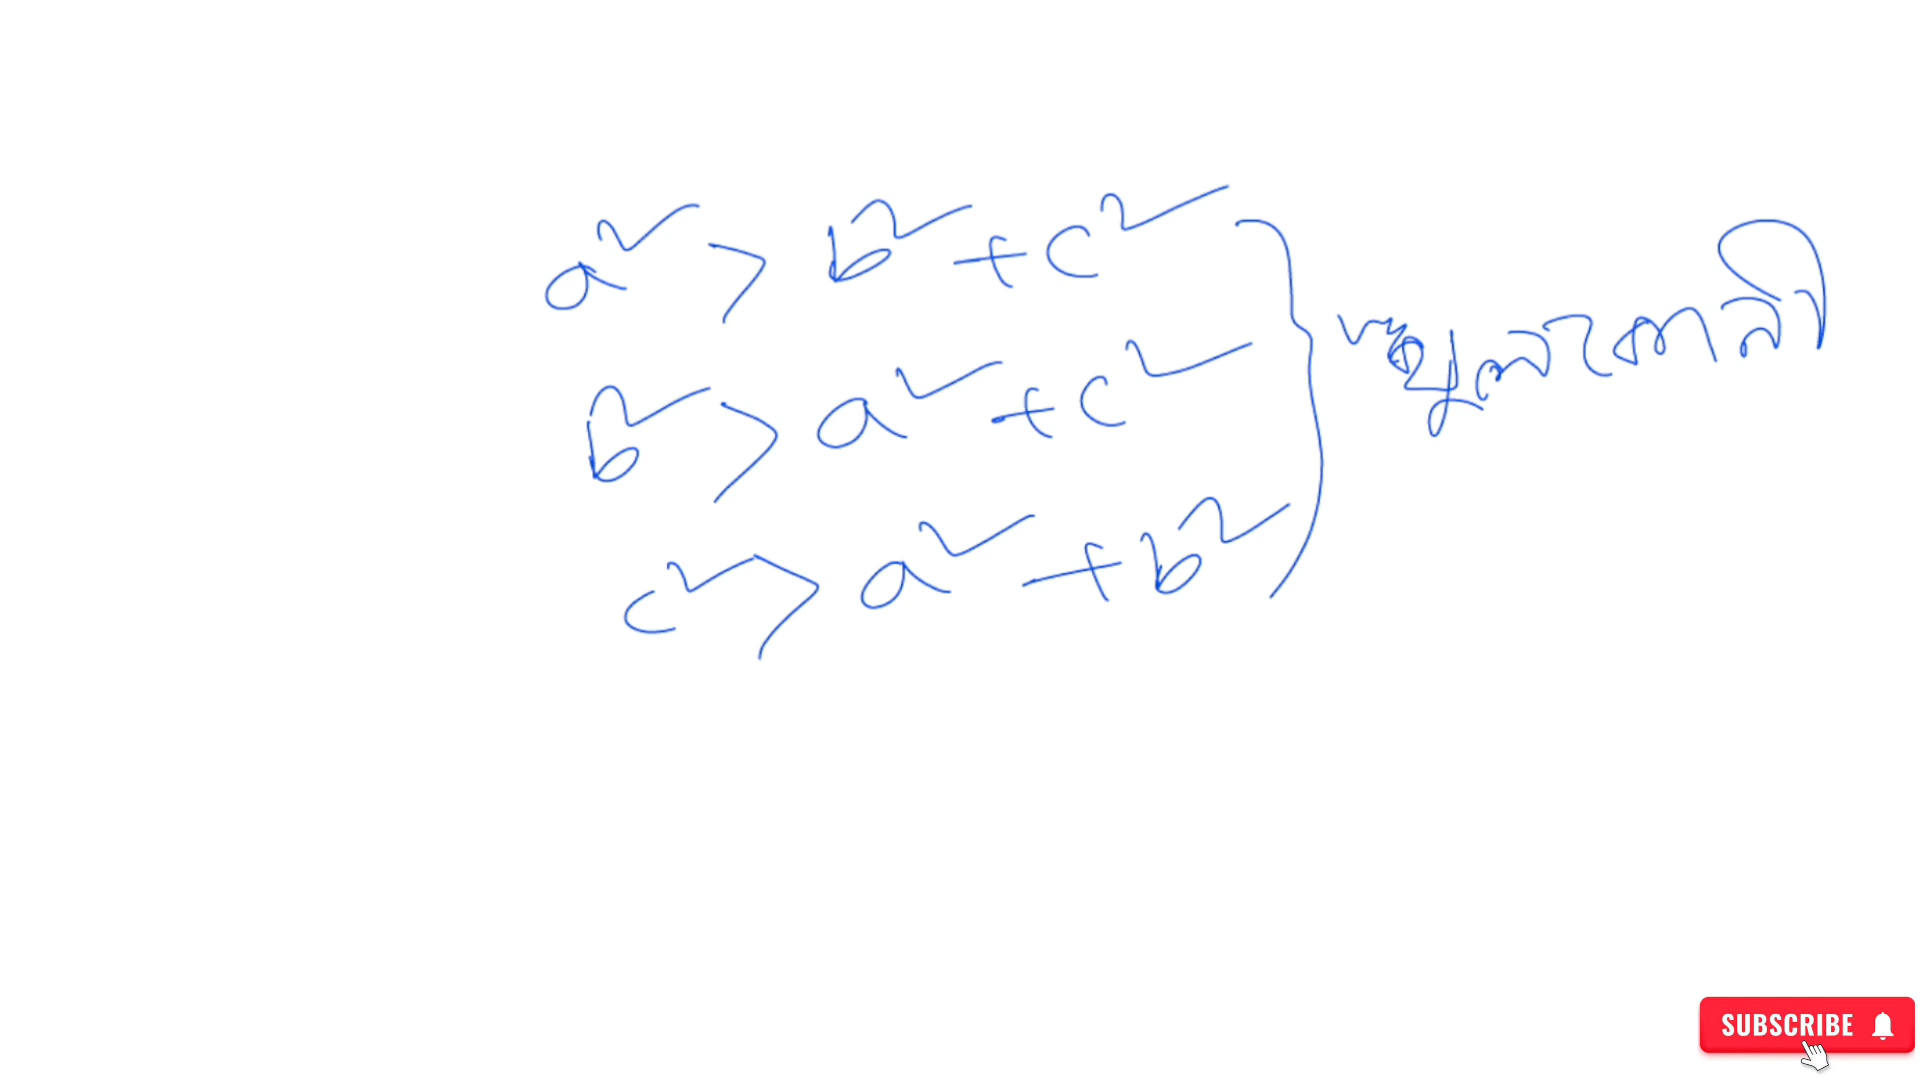 a² > b² + c²
b² > a² + c²
c² > a² + b²
স্থূলকোণী
SUBSCRIBE